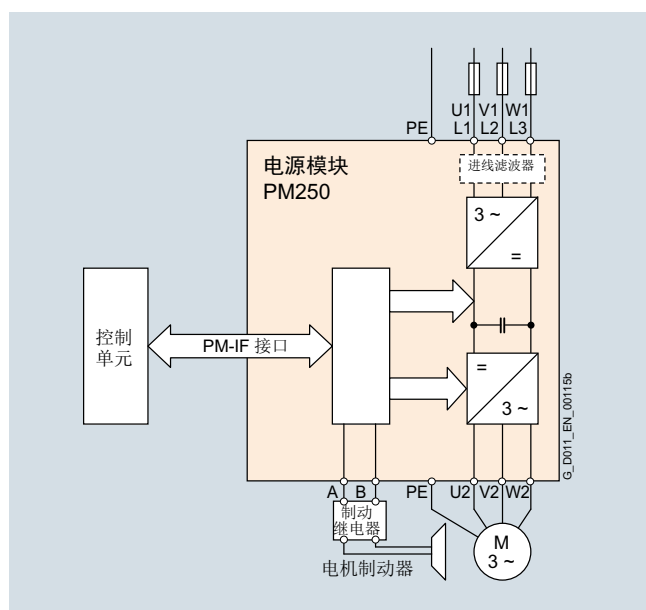 U1 V1 W1
PE L1 L2 L3
电源模块
PM250
进线滤波器
3 ~
=
控制
单元
PM-IF 接口
=
3 ~
G_D011_EN_00115b
A B PE U2 V2 W2
制动
继电器
电机制动器
M
3 ~